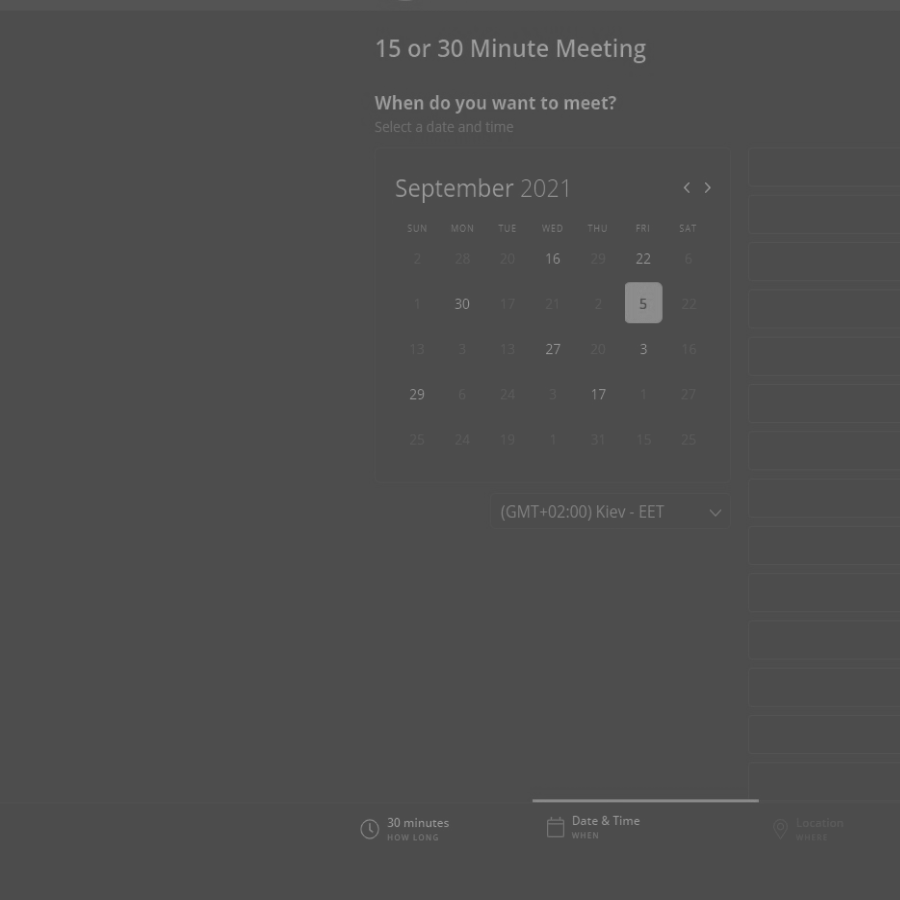 15 or 30 Minute Meeting
When do you want to meet?
Select a date and time
September 2021
SUN MON TUE WED THU FRI SAT
2 28 20 16 29 22 6
1 30 17 21 2 5 22
13 3 13 27 20 3 16
29 6 24 3 17 1 27
25 24 19 1 31 15 25
(GMT+02:00) Kiev - EET
30 minutes
HOW LONG
Date & Time
WHEN
Location
WHERE